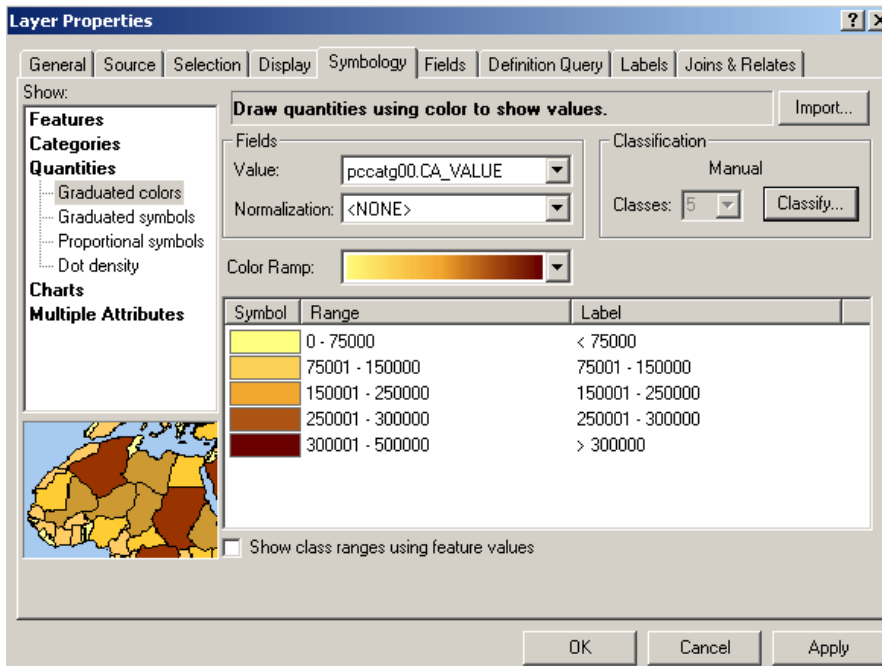 Layer Properties
General Source Selection Display Symbology Fields Definition Query Labels Joins & Relates
Show:
Features
Categories
Quantities
Graduated colors
Graduated symbols
Proportional symbols
Dot density
Charts
Multiple Attributes
Draw quantities using color to show values.
Import...
Fields
Value: pccatg00.CA_VALUE
Normalization: <NONE>
Classification
Manual
Classes: 5 Classify...
Color Ramp:
Symbol Range Label
0 - 75000 < 75000
75001 - 150000 75001 - 150000
150001 - 250000 150001 - 250000
250001 - 300000 250001 - 300000
300001 - 500000 > 300000
Show class ranges using feature values
OK Cancel Apply